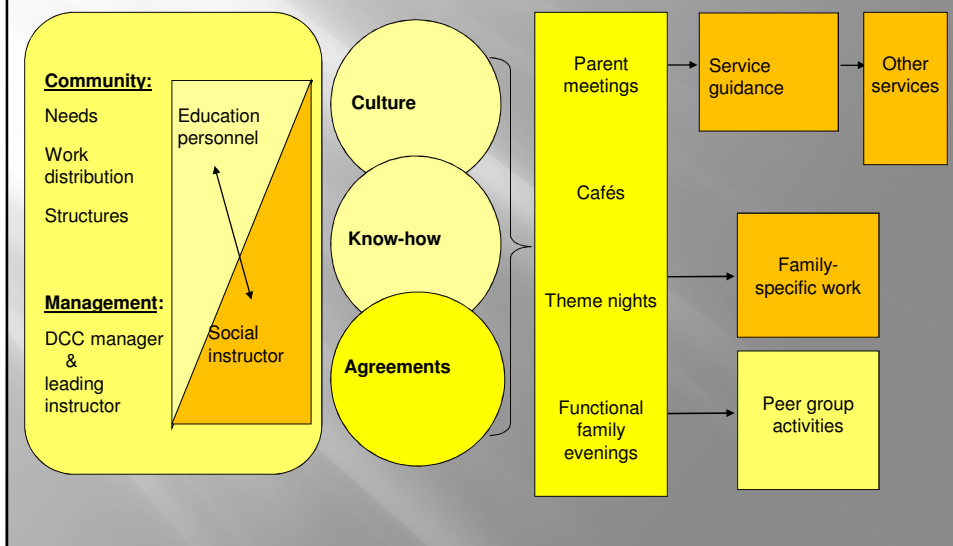 Community:
Needs
Work
distribution
Structures
Management:
DCC manager
&
leading
instructor
Education
personnel
Social
instructor
Culture
Know-how
Agreements
Parent
meetings
Cafés
Theme nights
Functional
family
evenings
Service
guidance
Other
services
Family-
specific work
Peer group
activities